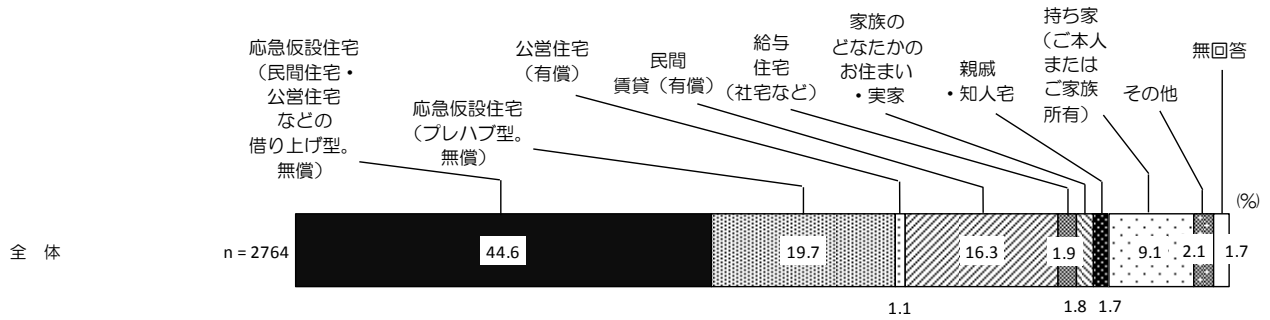 応急仮設住宅
（民間住宅・
公営住宅
などの
借り上げ型。
無償）
応急仮設住宅
（プレハブ型。
無償）
公営住宅
（有償）
民間
賃貸（有償）
給与
住宅
（社宅など）
家族の
どなたかの
お住まい
・実家
親戚
・知人宅
持ち家
（ご本人
または
ご家族
所有）
その他
無回答
(%)
全 体
n = 2764
44.6
19.7
1.1
16.3
1.9
1.8
1.7
9.1
2.1
1.7